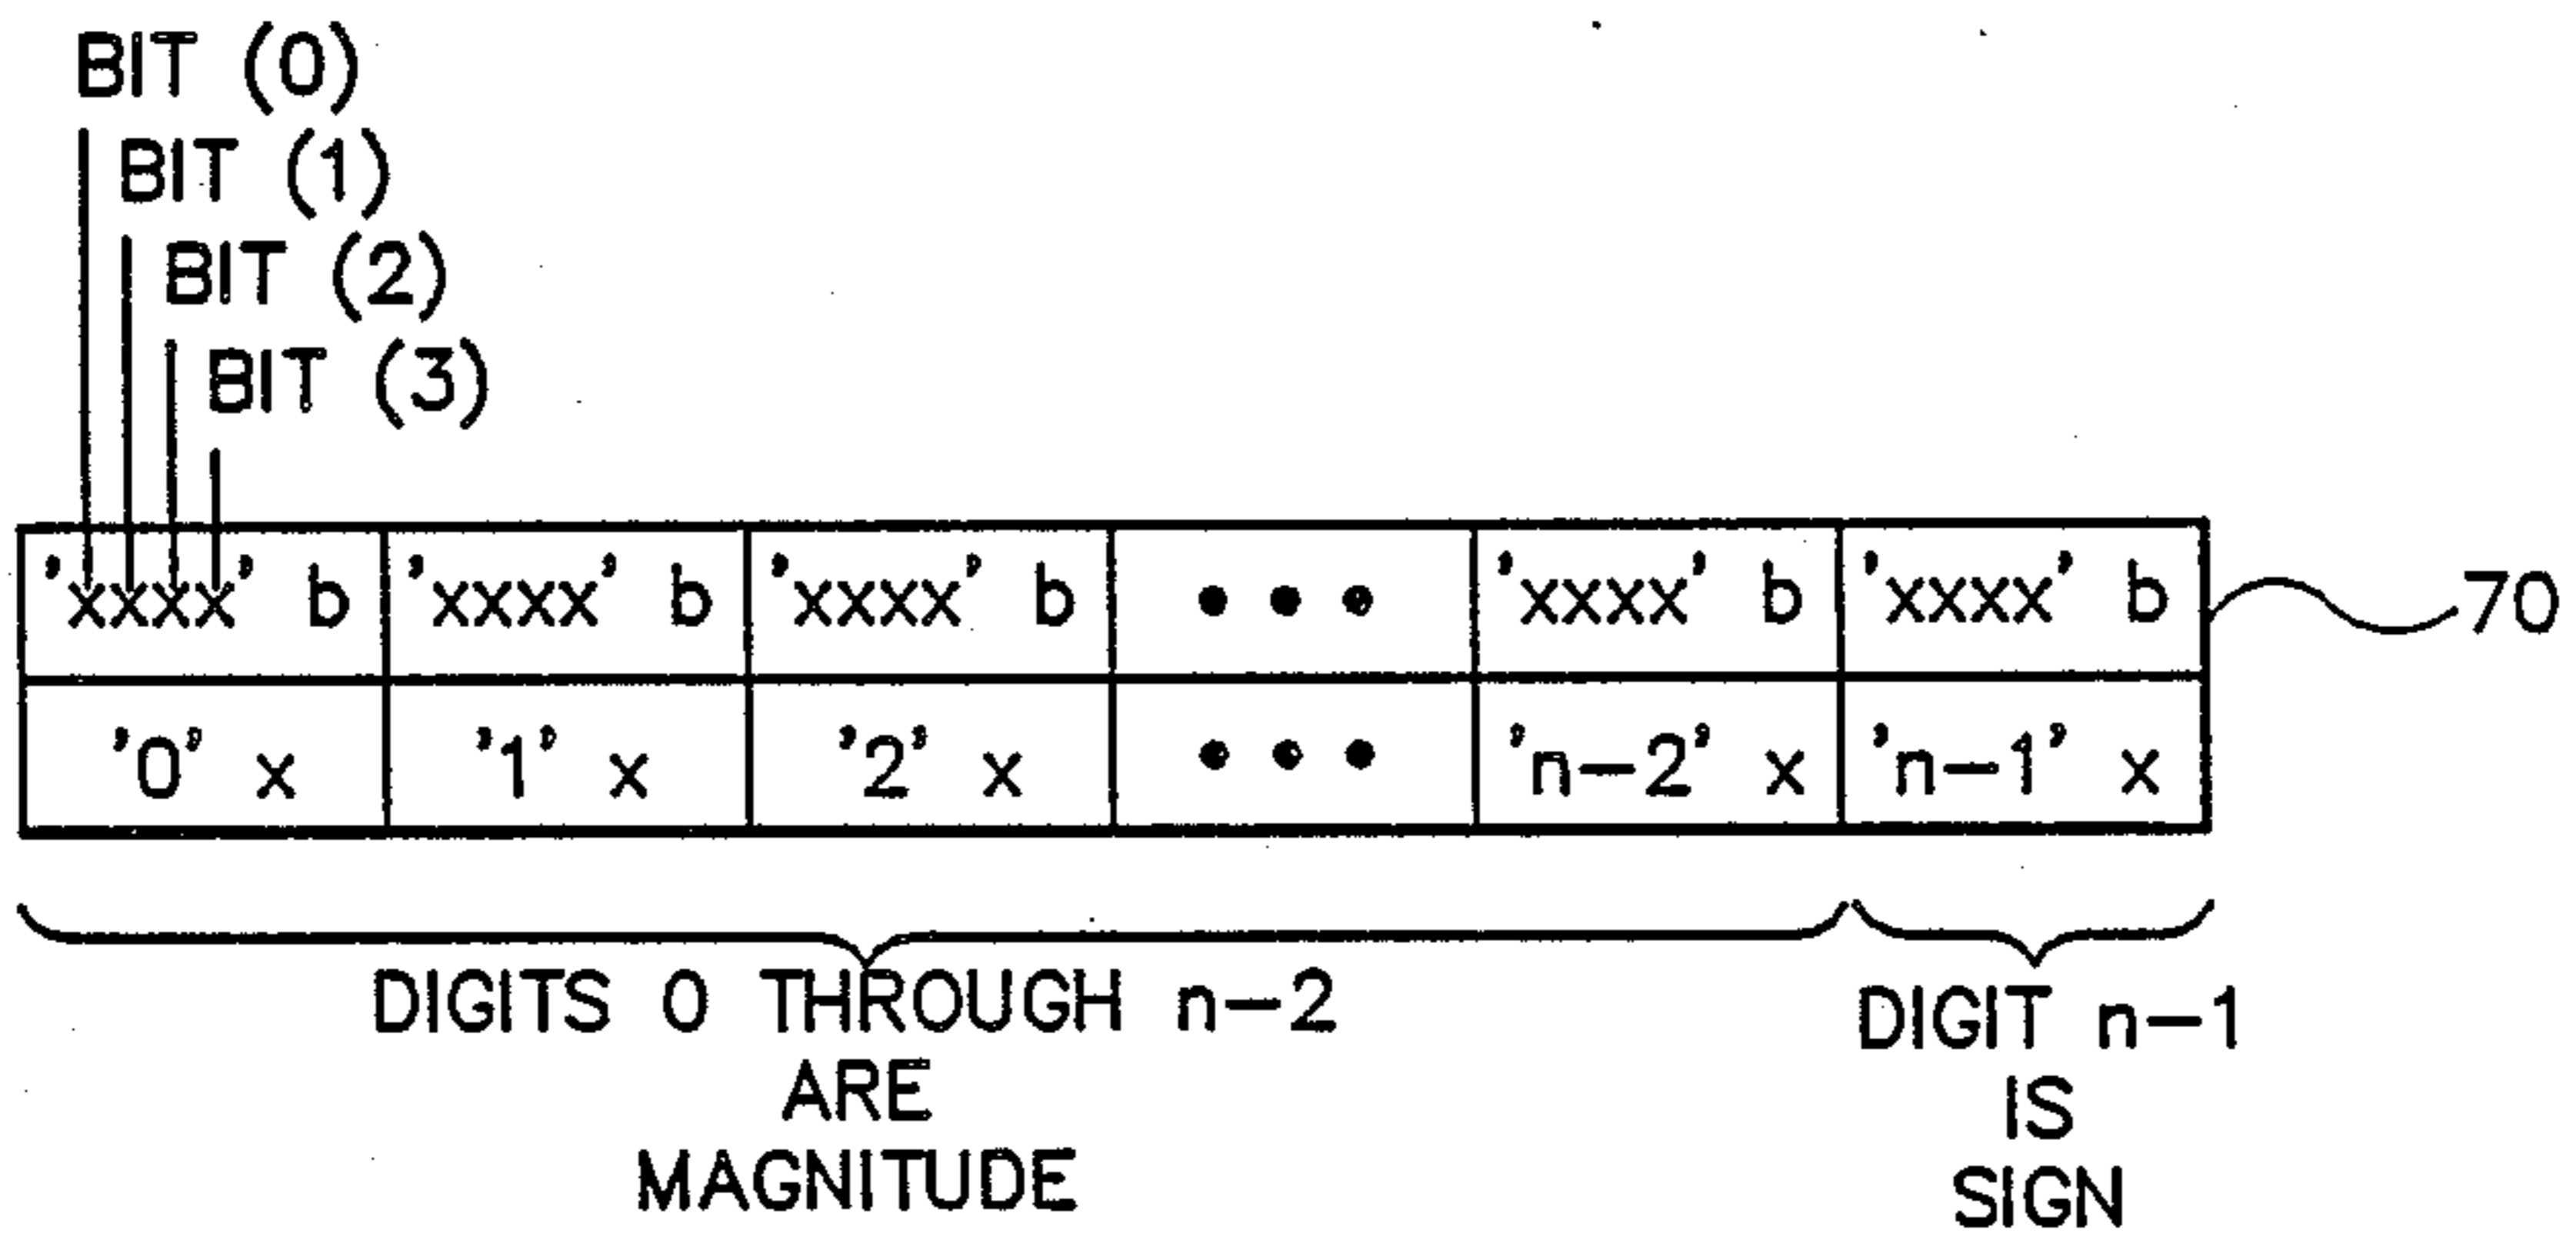 BIT (0)
BIT (1)
BIT (2)
BIT (3)
'xxxx' b 'xxxx' b 'xxxx' b • • • 'xxxx' b 'xxxx' b 70
'0' x '1' x '2' x • • • 'n-2' x 'n-1' x
DIGITS 0 THROUGH n-2
ARE
MAGNITUDE
DIGIT n-1
IS
SIGN